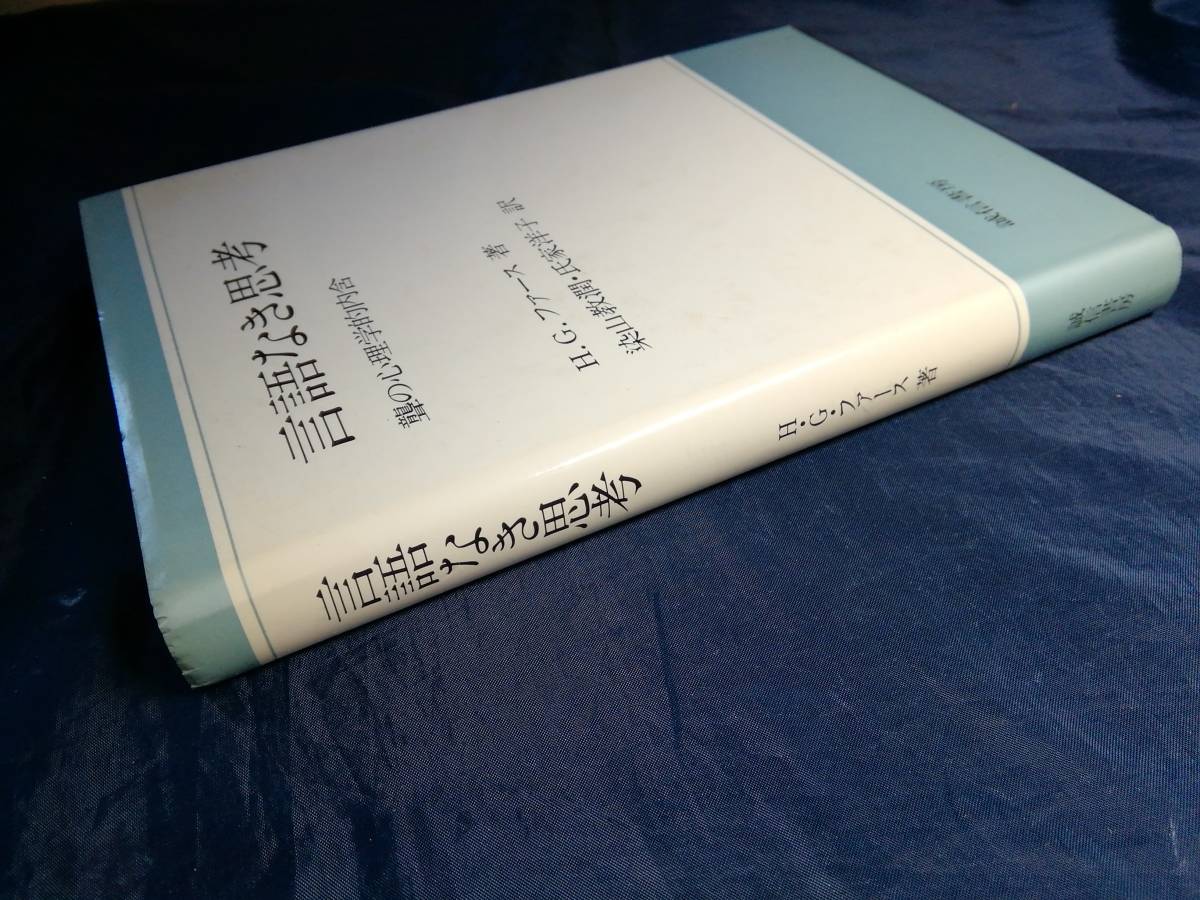 言語なき思考
聾の心理学的内含
H. G. ファース 著
染山教潤・氏家洋子 訳
誠信書房
言語なき思考
H・G・ファース 著
誠信書房